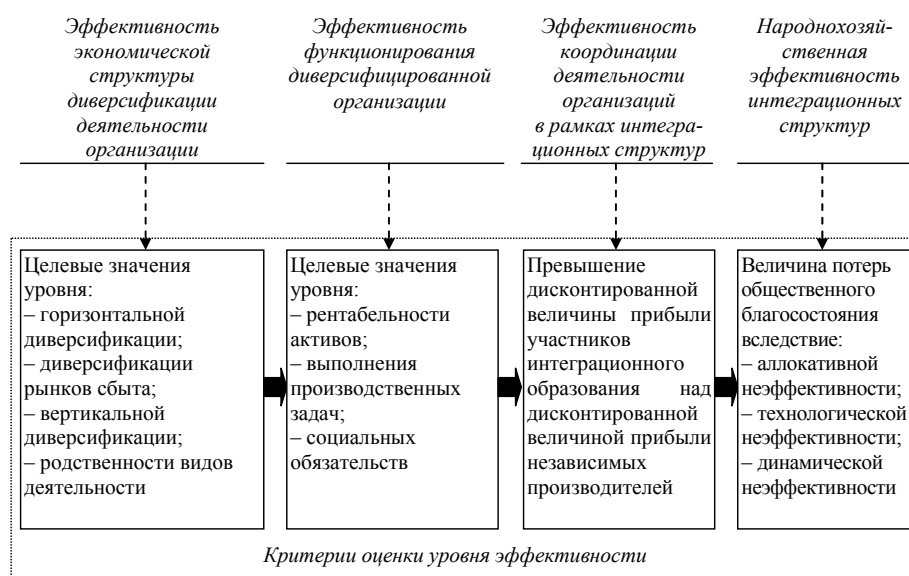 Эффективность
экономической
структуры
диверсификации
деятельности
организации
Эффективность
функционирования
диверсифицированной
организации
Эффективность
координации
деятельности
организаций
в рамках интегра-
ционных структур
Народнохозяй-
ственная
эффективность
интеграционных
структур
Целевые значения
уровня:
– горизонтальной
диверсификации;
– диверсификации
рынков сбыта;
– вертикальной
диверсификации;
– родственности видов
деятельности
Целевые значения
уровня:
– рентабельности
активов;
– выполнения
производственных
задач;
– социальных
обязательств
Превышение
дисконтированной
величины прибыли
участников
интеграционного
образования над
дисконтированной
величиной прибыли
независимых
производителей
Величина потерь
общественного
благосостояния
вследствие:
– аллокативной
неэффективности;
– технологической
неэффективности;
– динамической
неэффективности
Критерии оценки уровня эффективности